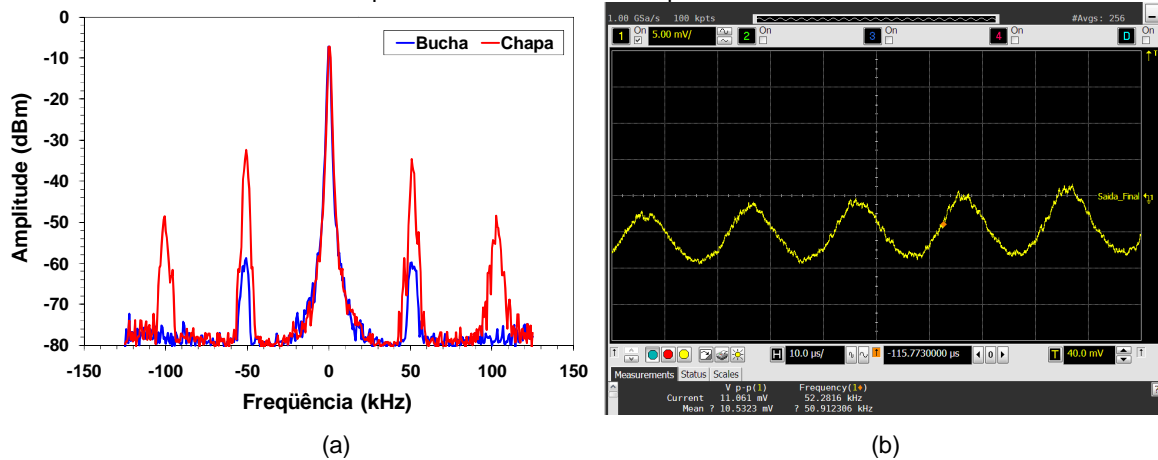 1.00 GSa/s 100 kpts #Avgs: 256
1 On 5.00 mV/ 2 On 3 On 4 On D On
T
Saida_Final 1
H 10.0 µs/ -115.7730000 µs 0 T 40.0 mV
Measurements Status Scales
V p-p(1) Frequency(1)
Current 11.061 mV 52.2816 kHz
Mean ? 10.5323 mV ? 50.912306 kHz
Bucha Chapa
Amplitude (dBm)
0
-10
-20
-30
-40
-50
-60
-70
-80
-150 -100 -50 0 50 100 150
Freqüência (kHz)
(a) (b)